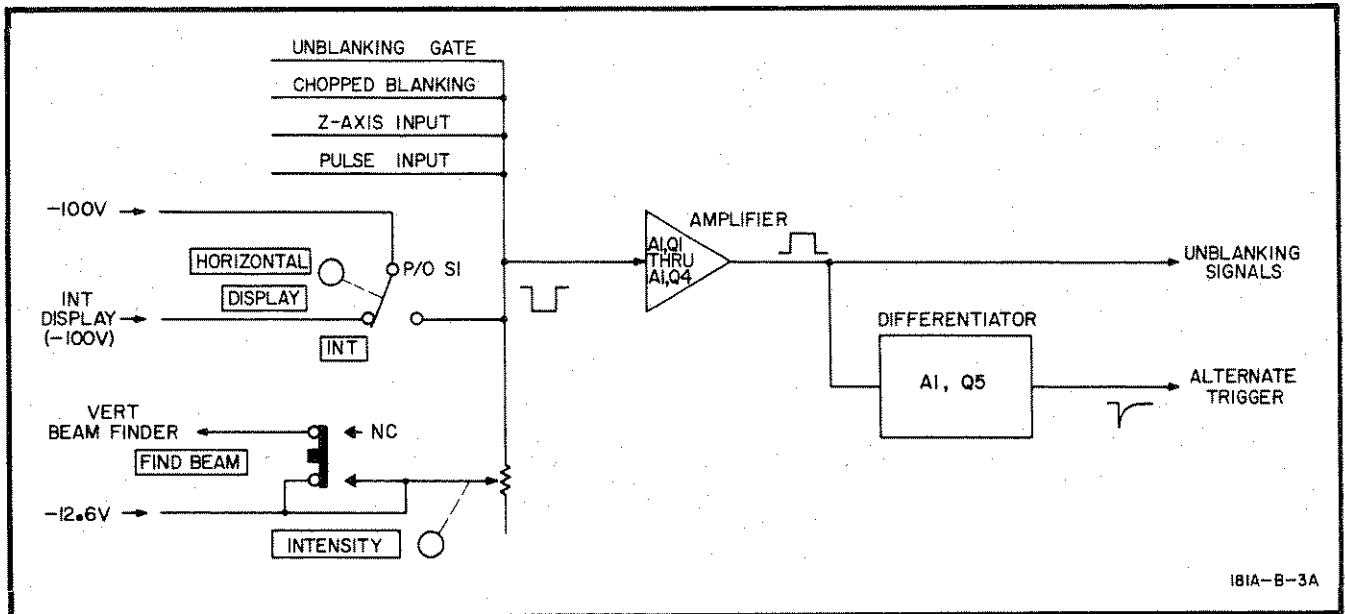 UNBLANKING GATE
CHOPPED BLANKING
Z-AXIS INPUT
PULSE INPUT
-100V
HORIZONTAL
DISPLAY
P/O S1
INT
DISPLAY
(-100V)
INT
AMPLIFIER
A1,Q1
THRU
A1,Q4
UNBLANKING
SIGNALS
DIFFERENTIATOR
A1, Q5
ALTERNATE
TRIGGER
VERT
BEAM FINDER
NC
FIND BEAM
-12.6V
INTENSITY
181A-B-3A